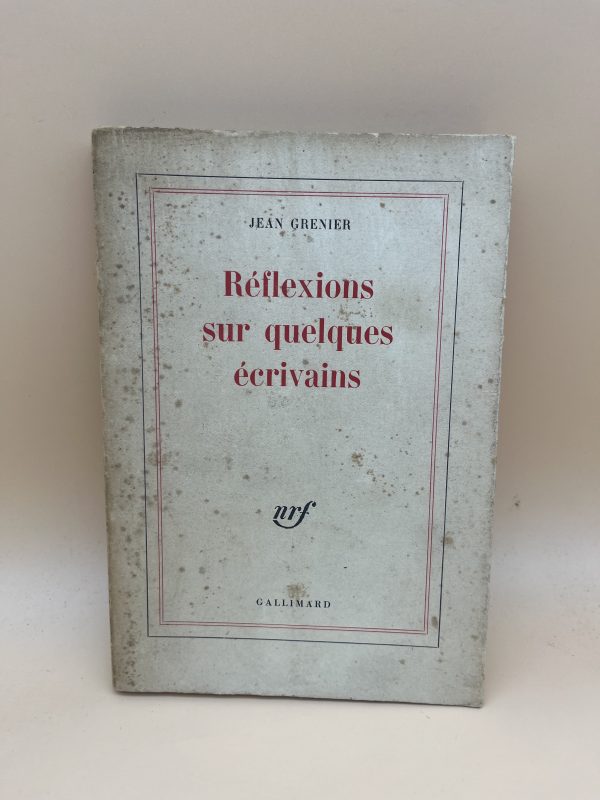 JEAN GRENIER
Réflexions
sur quelques
écrivains
nrf
GALLIMARD